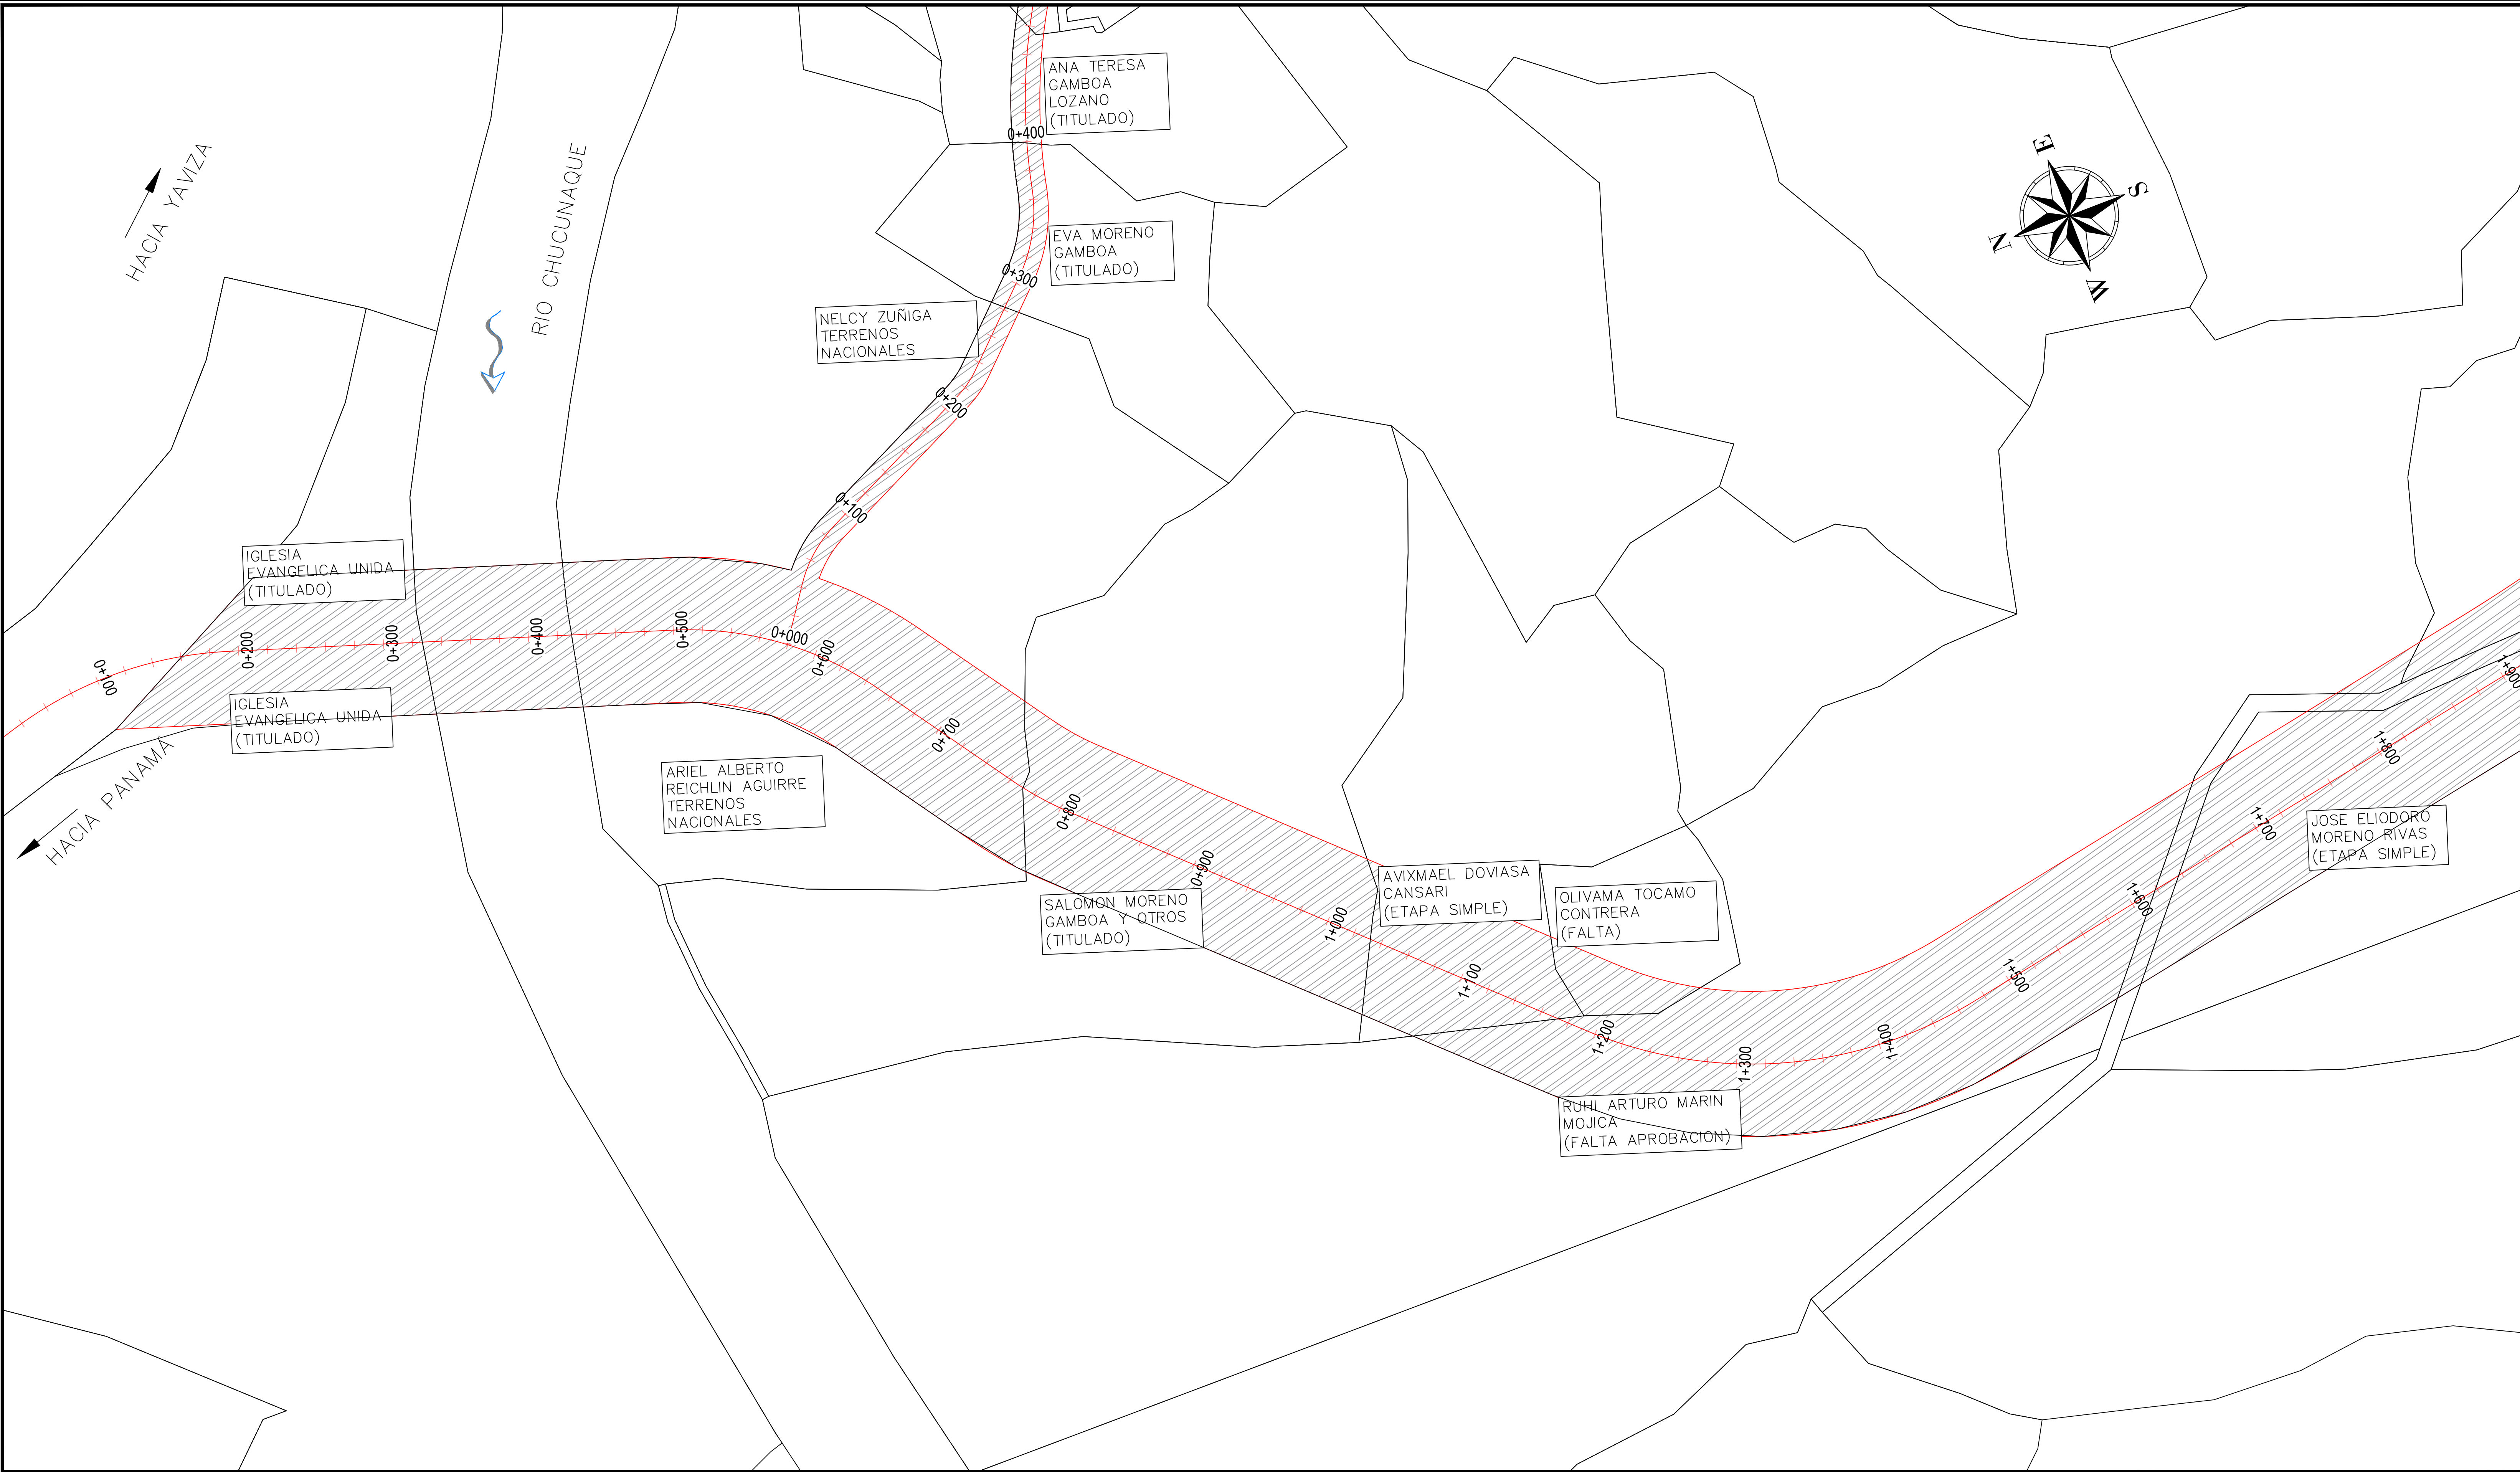 ANA TERESA
GAMBOA
LOZANO
(TITULADO)
0+400
HACIA YAVIZA
RIO CHUCUNAQUE
E
S
N
W
EVA MORENO
GAMBOA
(TITULADO)
0+300
NELCY ZUÑIGA
TERRENOS
NACIONALES
0+200
0+100
IGLESIA
EVANGELICA UNIDA
(TITULADO)
0+100
0+200
0+300
0+400
0+500
0+000
0+600
0+700
0+800
0+900
1+000
1+100
1+200
1+300
1+400
1+500
1+600
1+700
1+800
1+900
IGLESIA
EVANGELICA UNIDA
(TITULADO)
HACIA PANAMÁ
ARIEL ALBERTO
REICHLIN AGUIRRE
TERRENOS
NACIONALES
SALOMON MORENO
GAMBOA Y OTROS
(TITULADO)
AVIXMAEL DOVIASA
CANSARI
(ETAPA SIMPLE)
OLIVAMA TOCAMO
CONTRERA
(FALTA)
JOSE ELIODORO
MORENO RIVAS
(ETAPA SIMPLE)
RUHI ARTURO MARIN
MOJICA
(FALTA APROBACION)